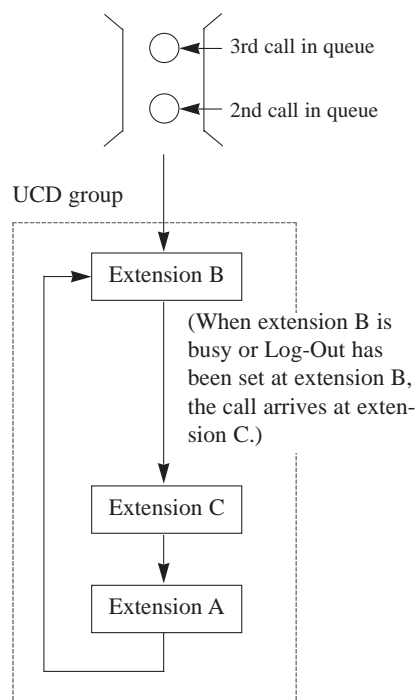 3rd call in queue
2nd call in queue
UCD group
Extension B
(When extension B is
busy or Log-Out has
been set at extension B,
the call arrives at exten-
sion C.)
Extension C
Extension A